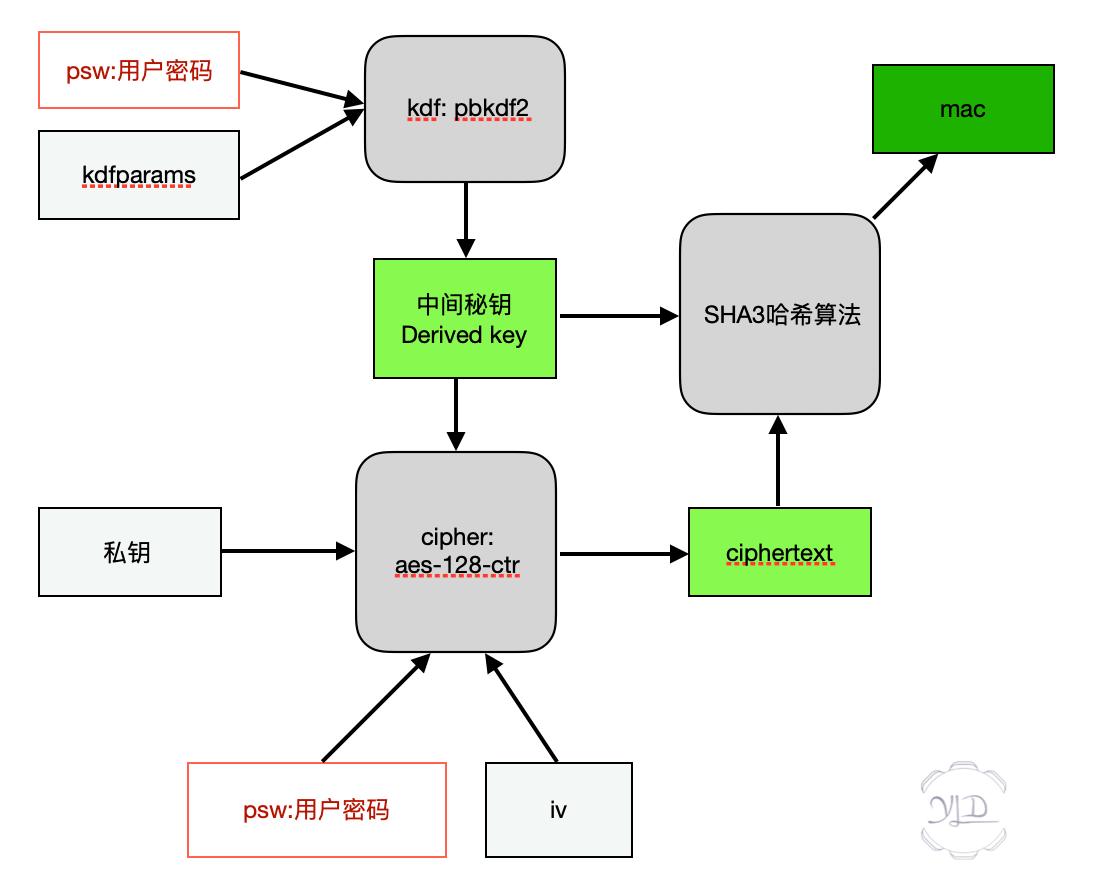 psw:用户密码
kdfparams
kdf: pbkdf2
mac
中间秘钥
Derived key
SHA3哈希算法
私钥
cipher:
aes-128-ctr
ciphertext
psw:用户密码
iv
YLD